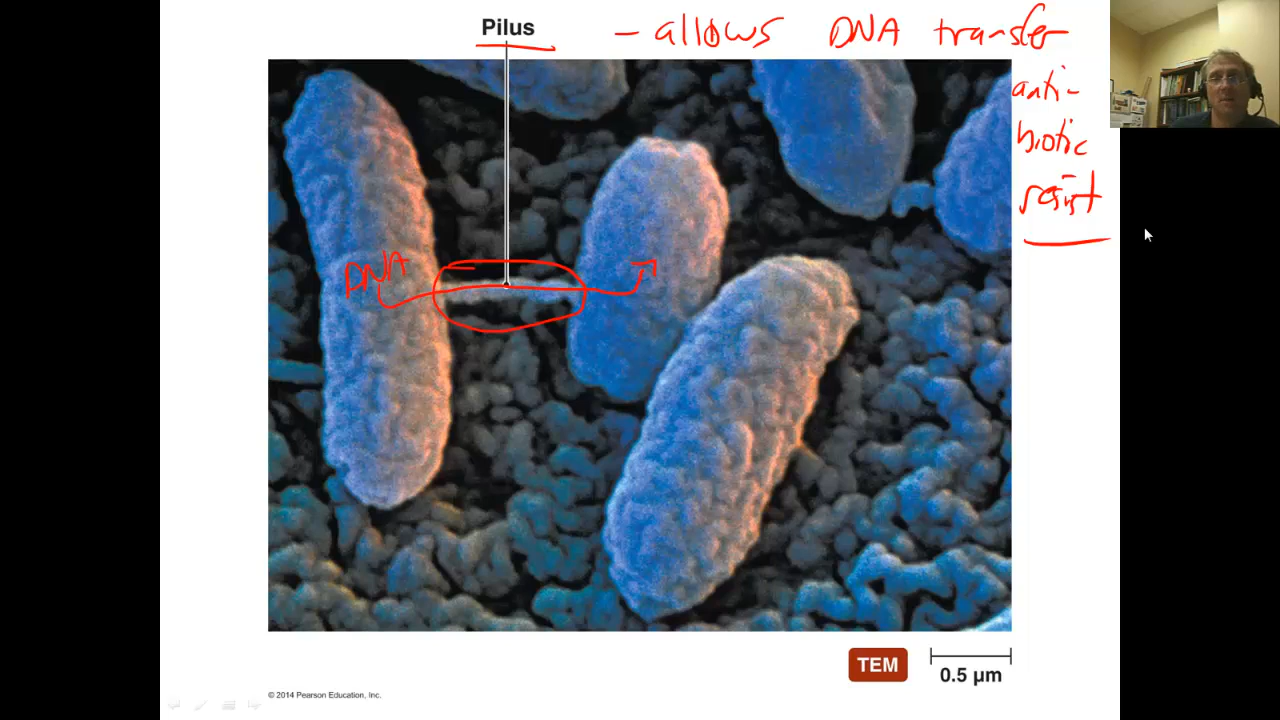 Pilus - allows DNA transfer
anti-
biotic
resist
DNA
TEM
0.5 µm
© 2014 Pearson Education, Inc.